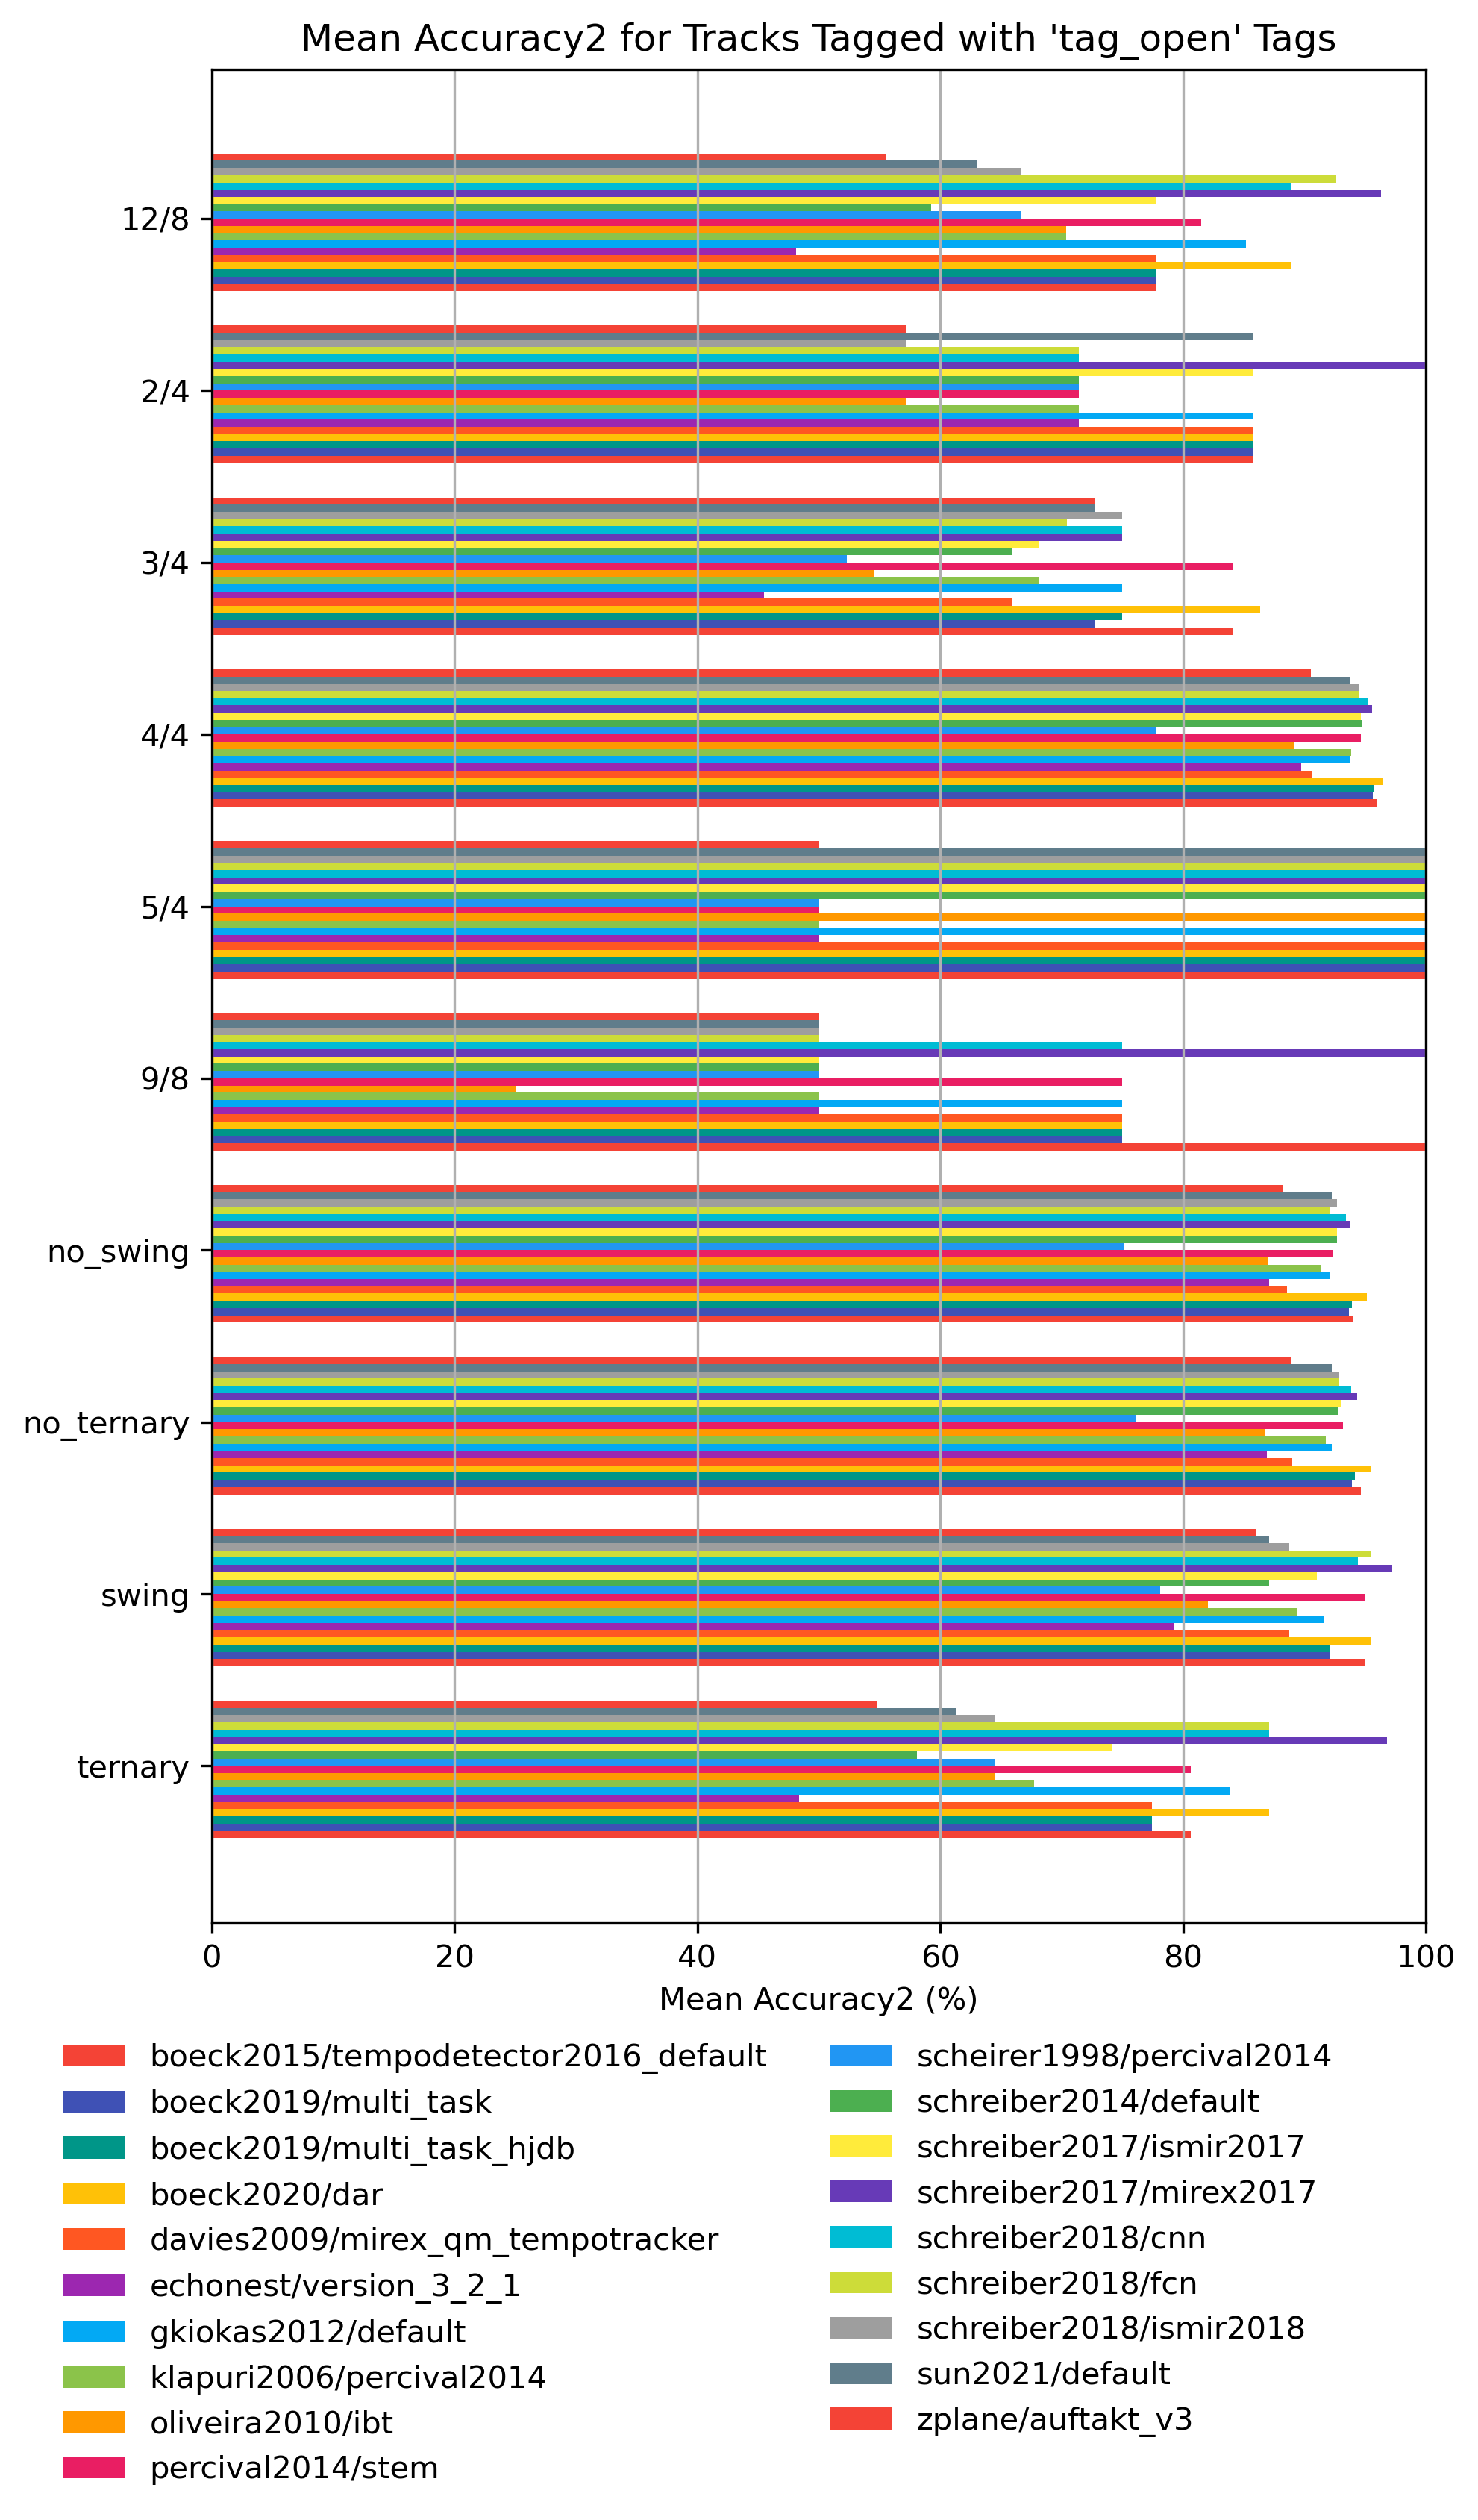 Mean Accuracy2 for Tracks Tagged with 'tag_open' Tags
12/8
2/4
3/4
4/4
5/4
9/8
no_swing
no_ternary
swing
ternary
0 20 40 60 80 100
Mean Accuracy2 (%)
boeck2015/tempodetector2016_default
boeck2019/multi_task
boeck2019/multi_task_hjdb
boeck2020/dar
davies2009/mirex_qm_tempotracker
echonest/version_3_2_1
gkiokas2012/default
klapuri2006/percival2014
oliveira2010/ibt
percival2014/stem
scheirer1998/percival2014
schreiber2014/default
schreiber2017/ismir2017
schreiber2017/mirex2017
schreiber2018/cnn
schreiber2018/fcn
schreiber2018/ismir2018
sun2021/default
zplane/auftakt_v3